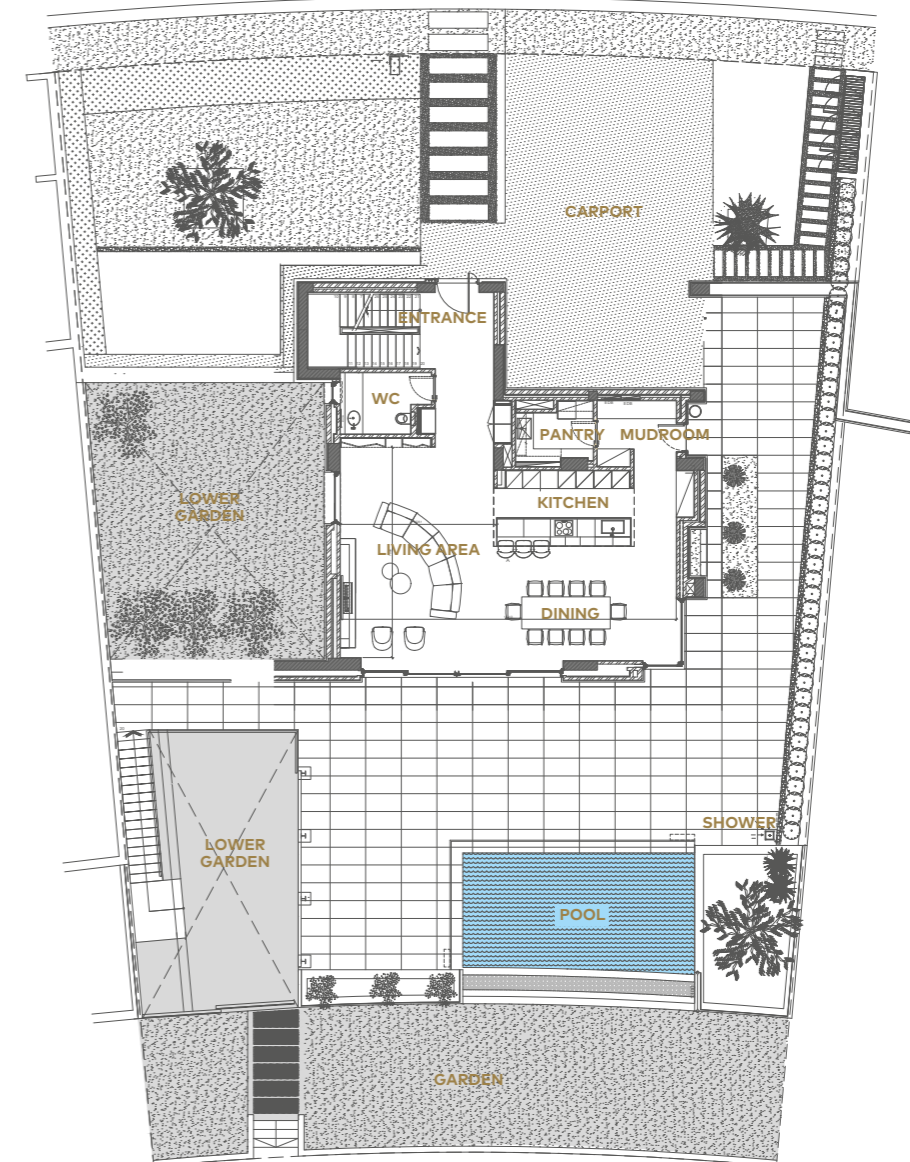 CARPORT
ENTRANCE
WC
PANTRY
MUDROOM
LOWER
GARDEN
KITCHEN
LIVING AREA
DINING
SHOWER
LOWER
GARDEN
POOL
GARDEN